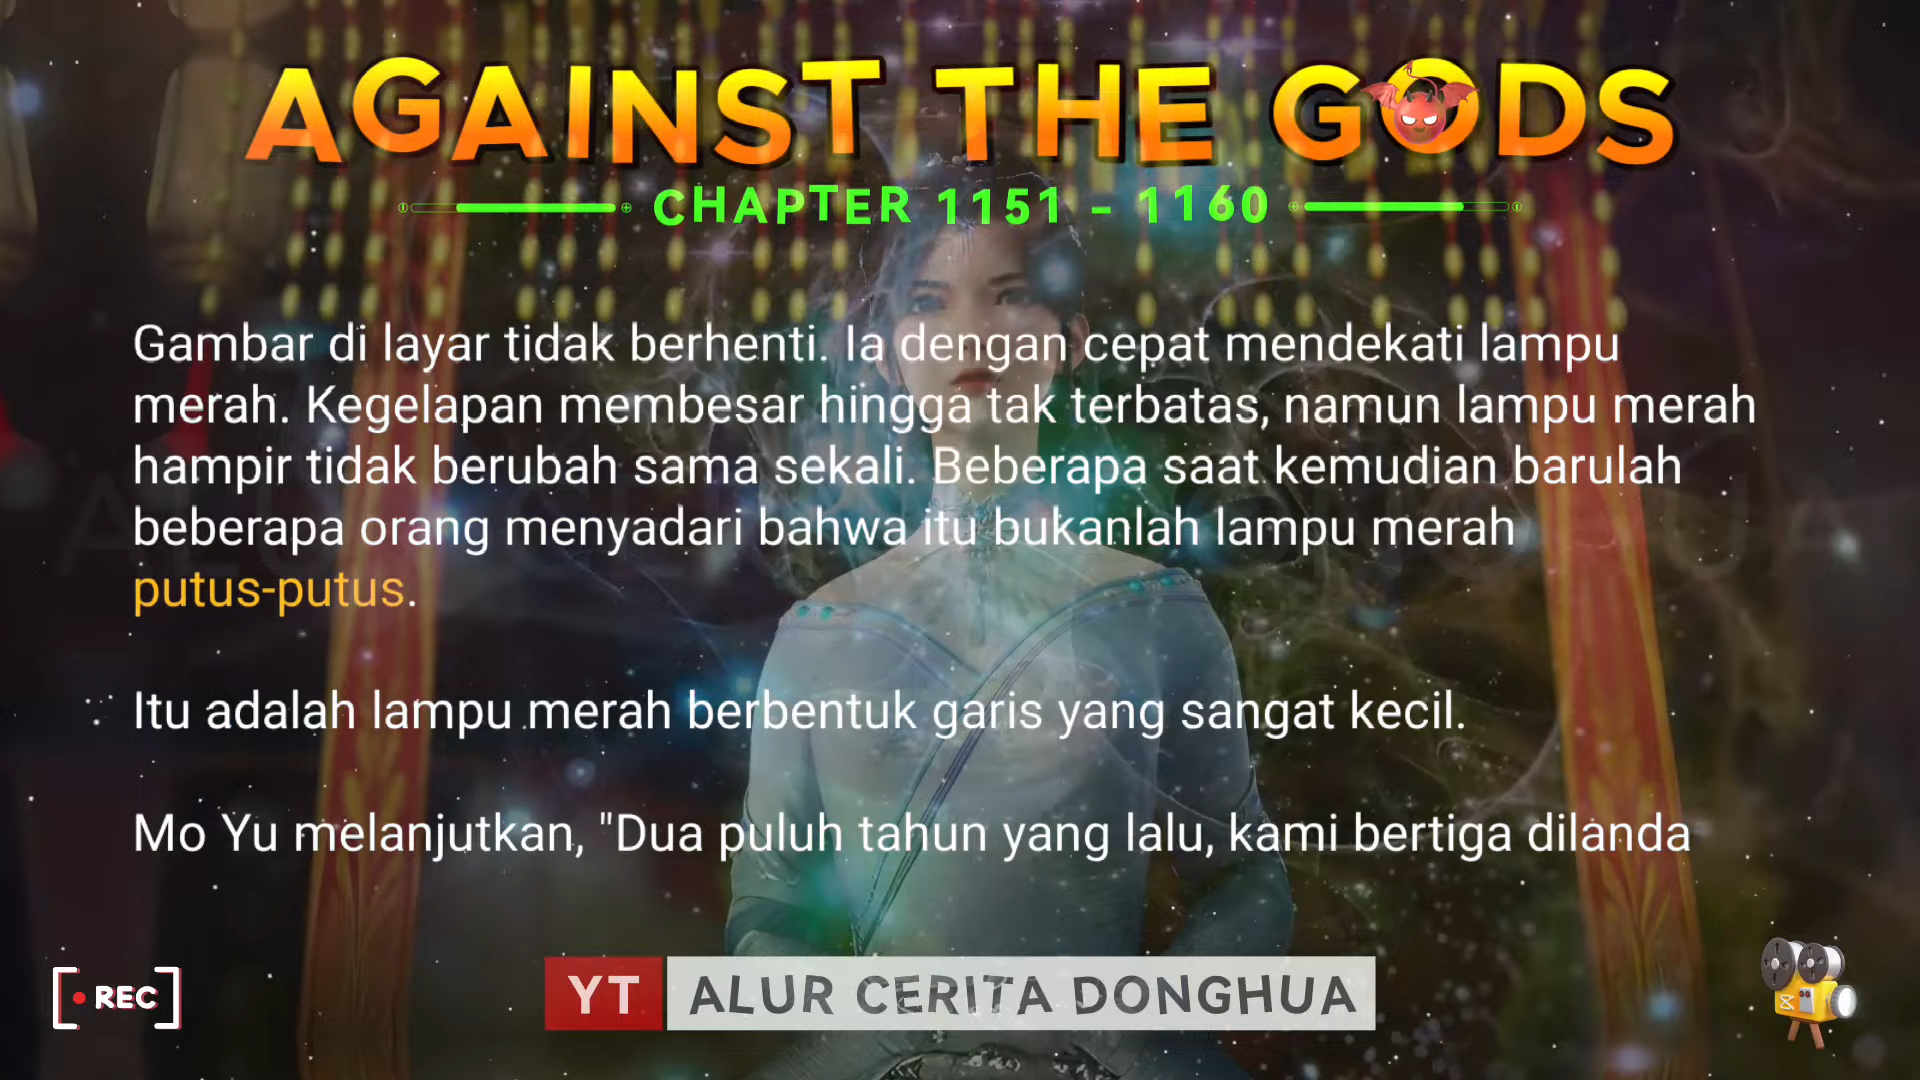 AGAINST THE GODS
CHAPTER 1151 - 1160
Gambar di layar tidak berhenti. Ia dengan cepat mendekati lampu
merah. Kegelapan membesar hingga tak terbatas, namun lampu merah
hampir tidak berubah sama sekali. Beberapa saat kemudian barulah
beberapa orang menyadari bahwa itu bukanlah lampu merah
putus-putus.
Itu adalah lampu merah berbentuk garis yang sangat kecil.
Mo Yu melanjutkan, "Dua puluh tahun yang lalu, kami bertiga dilanda
REC
YT ALUR CERITA DONGHUA